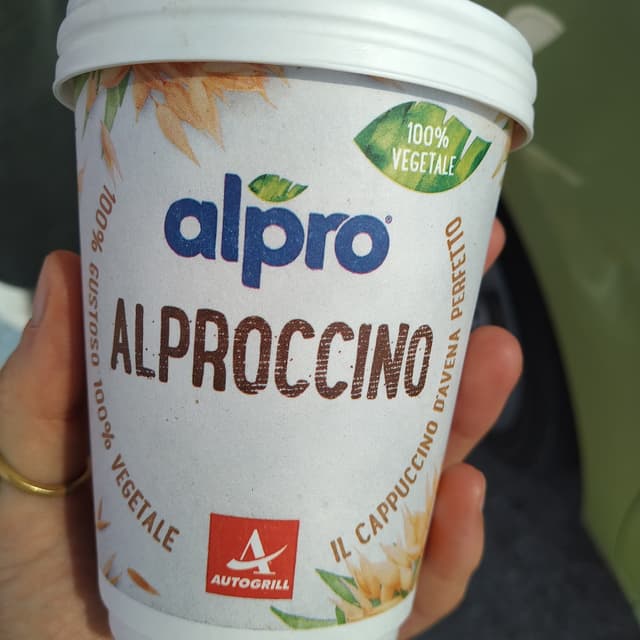 100%
VEGETALE
alpro®
ALPROCCINO
100% GUSTOSO 100% VEGETALE
IL CAPPUCCINO D'AVENA PERFETTO
A
AUTOGRILL